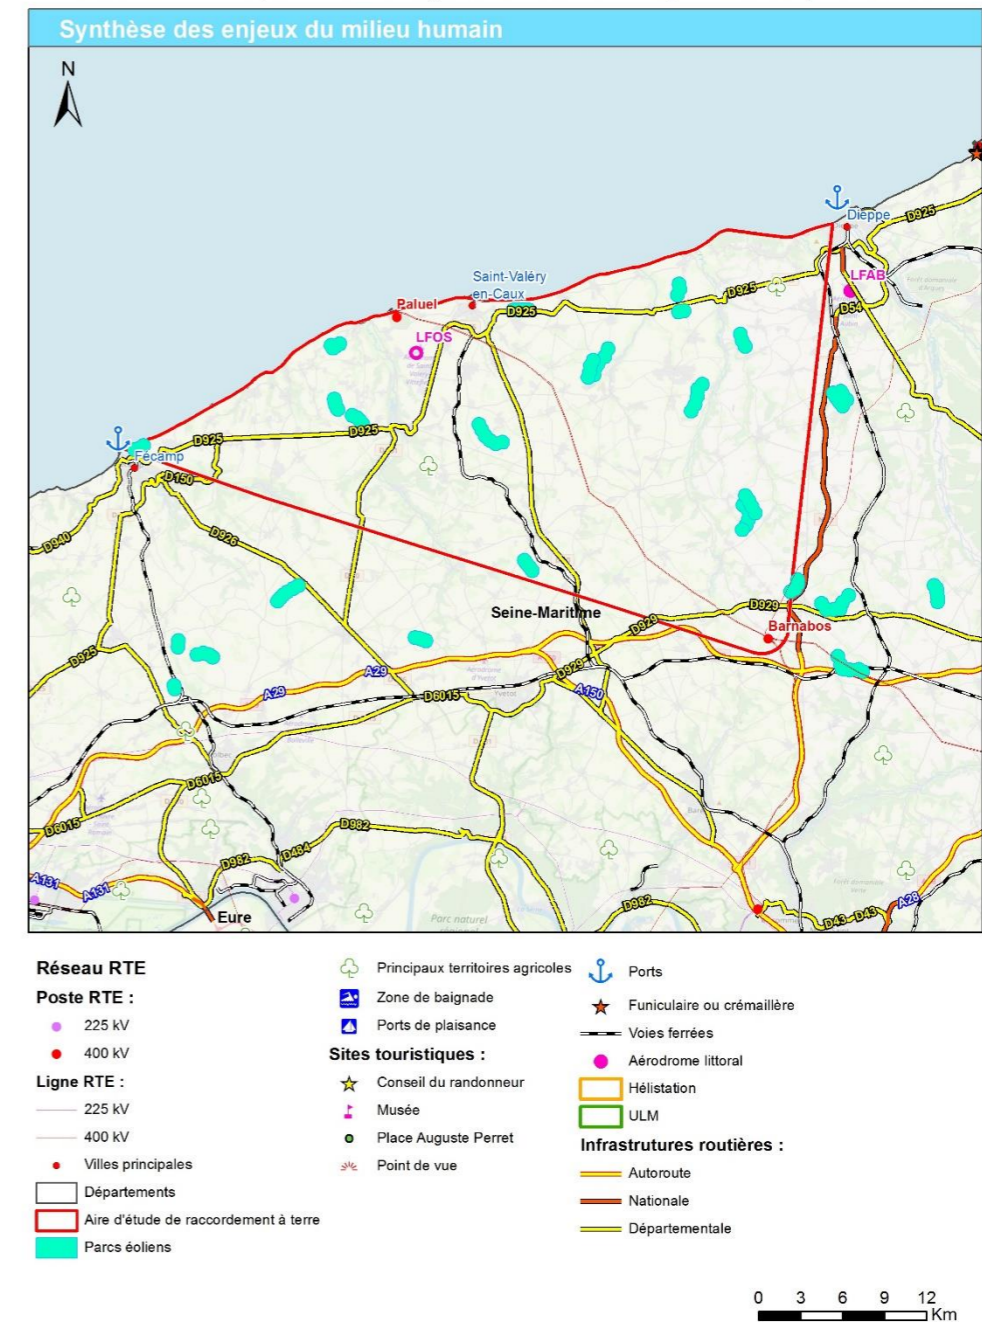 Synthèse des enjeux du milieu humain
N
Dieppe
D925
LFAB
D54
Saint-Valéry
en-Caux
D925
D925
Paluel
LFOS
D925
D925
Fécamp
D150
D940
D926
Seine-Maritime
D929
D929
Barnabos
D925
A29
A29
D929
D6015
A150
D6015
D6015
D982
D484
D982
A131
A131
Eure
Parc naturel
D982
D43
D43
A28
Réseau RTE
Poste RTE :
225 kV
400 kV
Ligne RTE :
225 kV
400 kV
Villes principales
Départements
Aire d'étude de raccordement à terre
Parcs éoliens
Principaux territoires agricoles
Zone de baignade
Ports de plaisance
Sites touristiques :
Conseil du randonneur
Musée
Place Auguste Perret
Point de vue
Ports
Funiculaire ou crémaillère
Voies ferrées
Aérodrome littoral
Hélistation
ULM
Infrastrutures routières :
Autoroute
Nationale
Départementale
0 3 6 9 12
Km